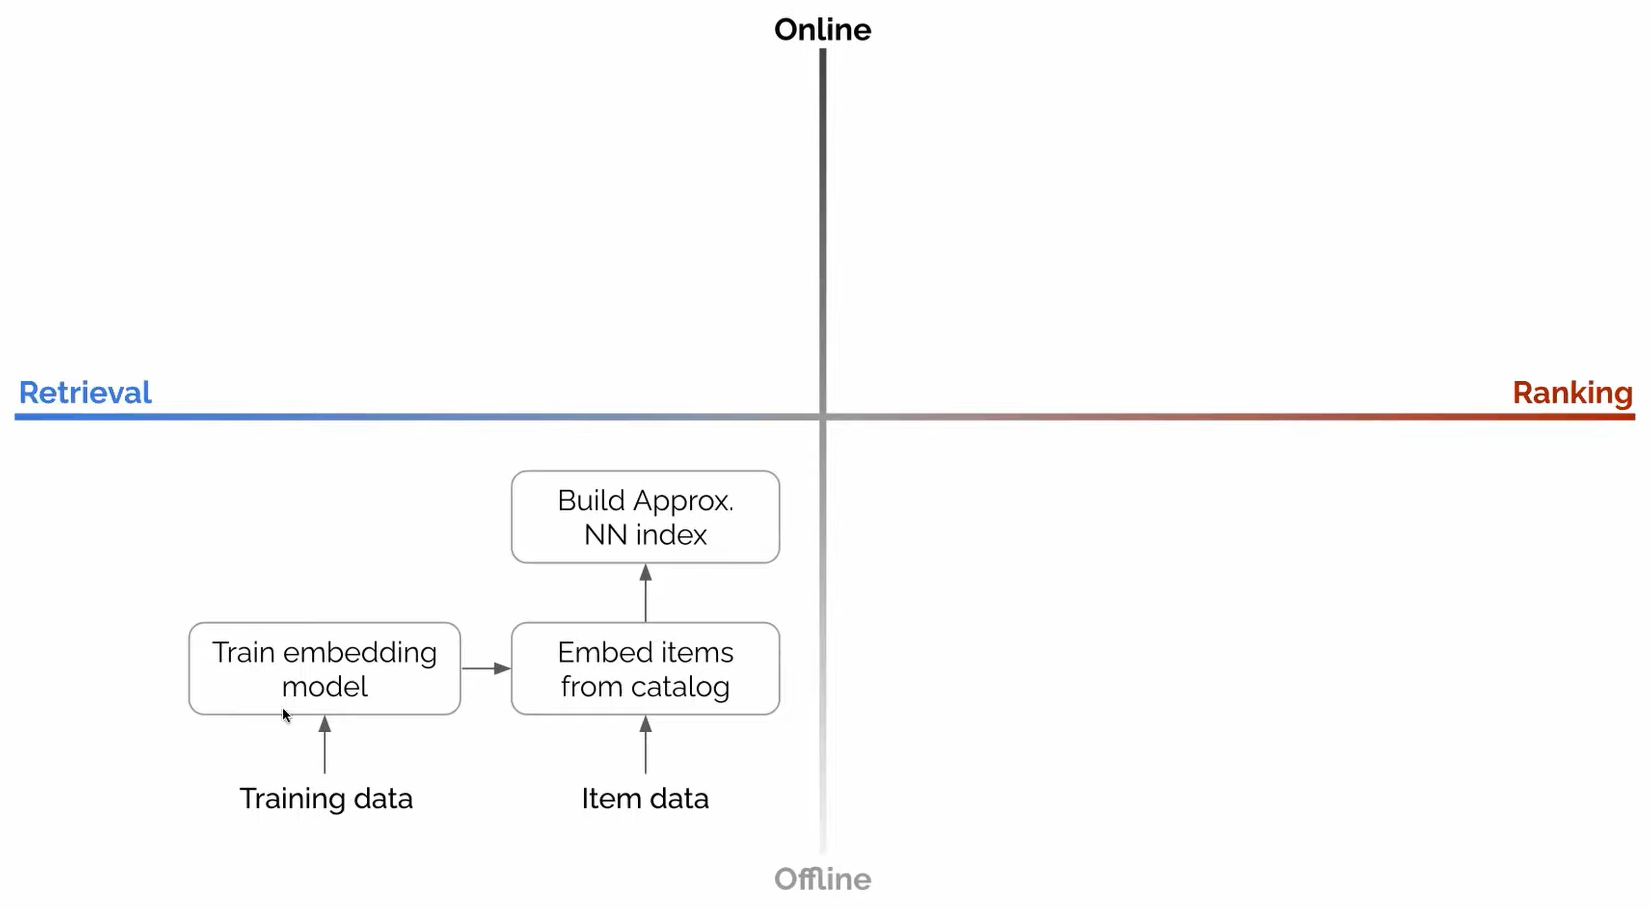 Online
Retrieval
Ranking
Build Approx.
NN index
Train embedding
model
Embed items
from catalog
Training data
Item data
Offline